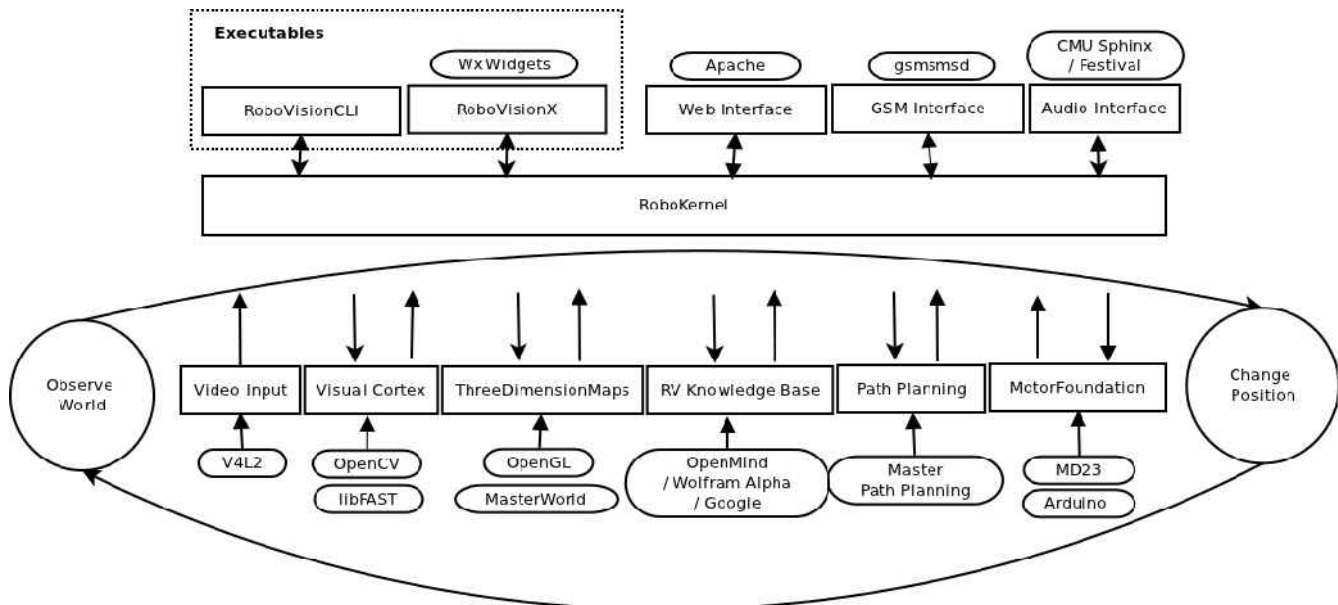 Executables
WxWidgets
Apache
gsmsmsd
CMU Sphinx
/ Festival
RoboVisionCLI
RoboVisionX
Web Interface
GSM Interface
Audio Interface
RoboKernel
Observe
World
Video Input
Visual Cortex
ThreeDimensionMaps
RV Knowledge Base
Path Planning
MotorFoundation
Change
Position
V4L2
OpenCV
libFAST
OpenGL
MasterWorld
OpenMind
/ Wolfram Alpha
/ Google
Master
Path Planning
MD23
Arduino